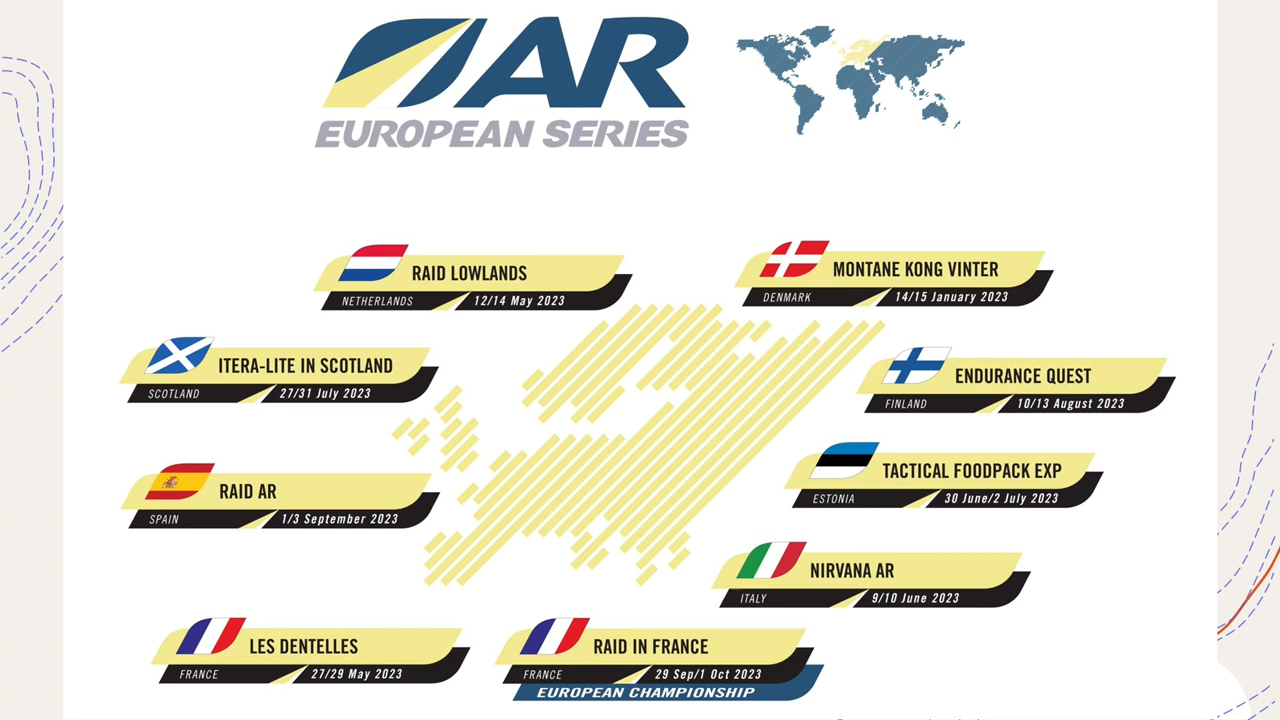 AR
EUROPEAN SERIES
RAID LOWLANDS
NETHERLANDS 12/14 May 2023
MONTANE KONG VINTER
DENMARK 14/15 January 2023
ITERA-LITE IN SCOTLAND
SCOTLAND 27/31 July 2023
ENDURANCE QUEST
FINLAND 10/13 August 2023
RAID AR
SPAIN 1/3 September 2023
TACTICAL FOODPACK EXP
ESTONIA 30 June/2 July 2023
NIRVANA AR
ITALY 9/10 June 2023
LES DENTELLES
FRANCE 27/29 May 2023
RAID IN FRANCE
FRANCE 29 Sep/1 Oct 2023
EUROPEAN CHAMPIONSHIP